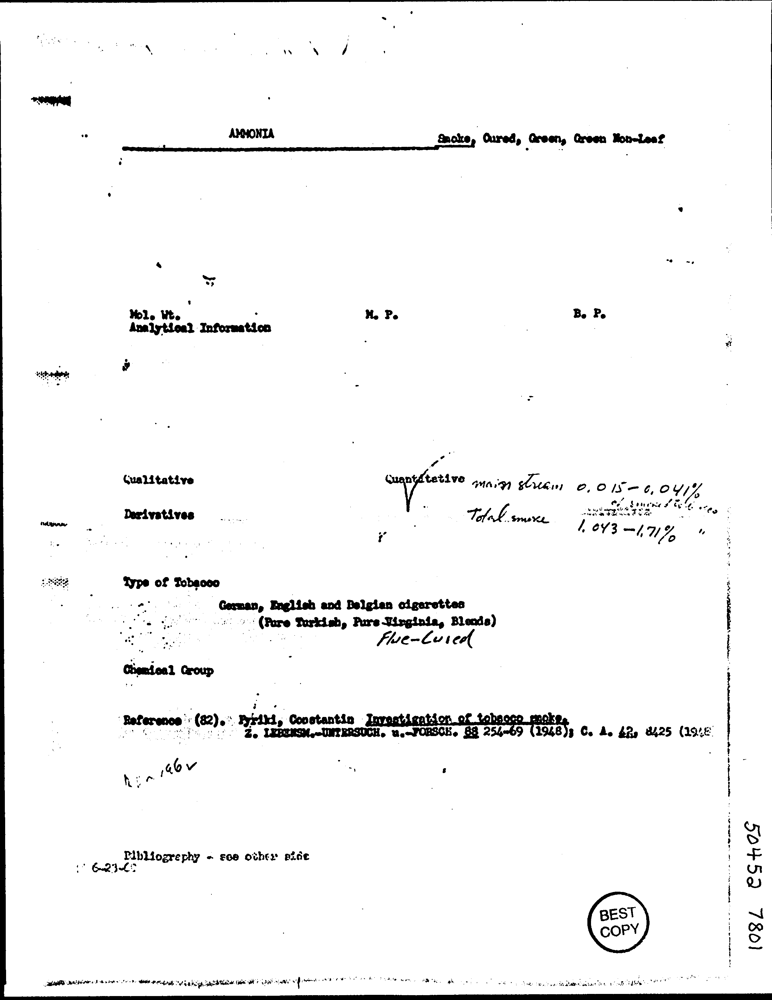 AMMONIA
Smoke, Cured, Green, Green Non-Leaf
Mol. Wt. M. P. B. P.
Analytical Information
Qualitative Quantitative main stream 0.015-0.041%
of smoked
Derivatives Total smoke 1.043-1.71% "
Type of Tobacco
German, English and Belgian cigarettes
(Pure Turkish, Pure Virginia, Blends)
Flue-Cured
Chemical Group
Reference (82). Pyriki, Constantin Investigation of tobacco smoke.
Z. LEBENSM.-UNTERSUCH. u.-FORSCH. 88 254-69 (1948); C. A. 42, 8425 (1948
Bibliography - see other side
6-23-
BEST
COPY
50452 7801